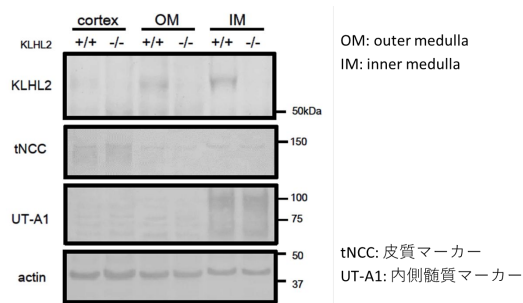 cortex OM IM
KLHL2 +/+ -/- +/+ -/- +/+ -/-
OM: outer medulla
IM: inner medulla
KLHL2
50kDa
tNCC
150
UT-A1
100
75
tNCC: 皮質マーカー
UT-A1: 内側髄質マーカー
actin
50
37